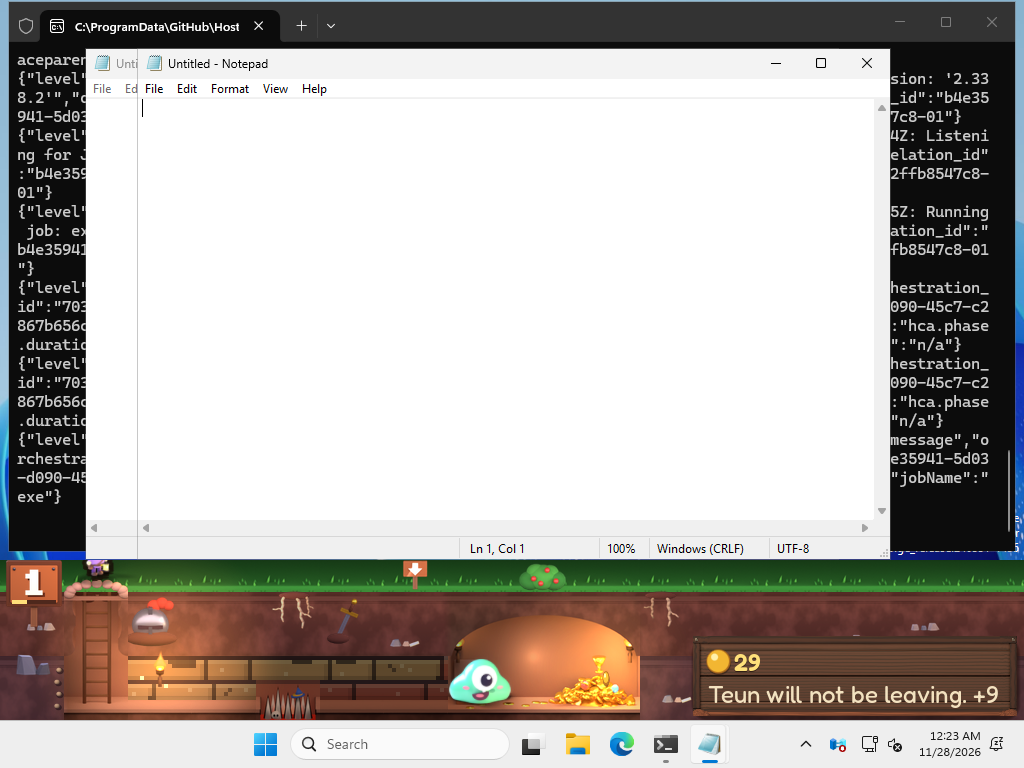 C:\ProgramData\GitHub\Host
aceparen
{"level"
sion: '2.33
8.2'","c
_id":"b4e35
941-5d03
7c8-01"}
{"level"
4Z: Listeni
ng for J
elation_id"
:"b4e359
2ffb8547c8-
01"}
{"level"
5Z: Running
job: ex
ation_id":"
b4e35941
fb8547c8-01
"}
{"level"
hestration_
id":"703
090-45c7-c2
867b656c
:"hca.phase
.duratic
":"n/a"}
{"level"
hestration_
id":"703
090-45c7-c2
867b656c
:"hca.phase
.duratic
"n/a"}
{"level"
message","o
rchestra
e35941-5d03
-d090-45
"jobName":"
exe"}
Unti
File Ed
Untitled - Notepad
File Edit Format View Help
Ln 1, Col 1 100% Windows (CRLF) UTF-8
1
29
Teun will not be leaving. +9
Search
12:23 AM
11/28/2026